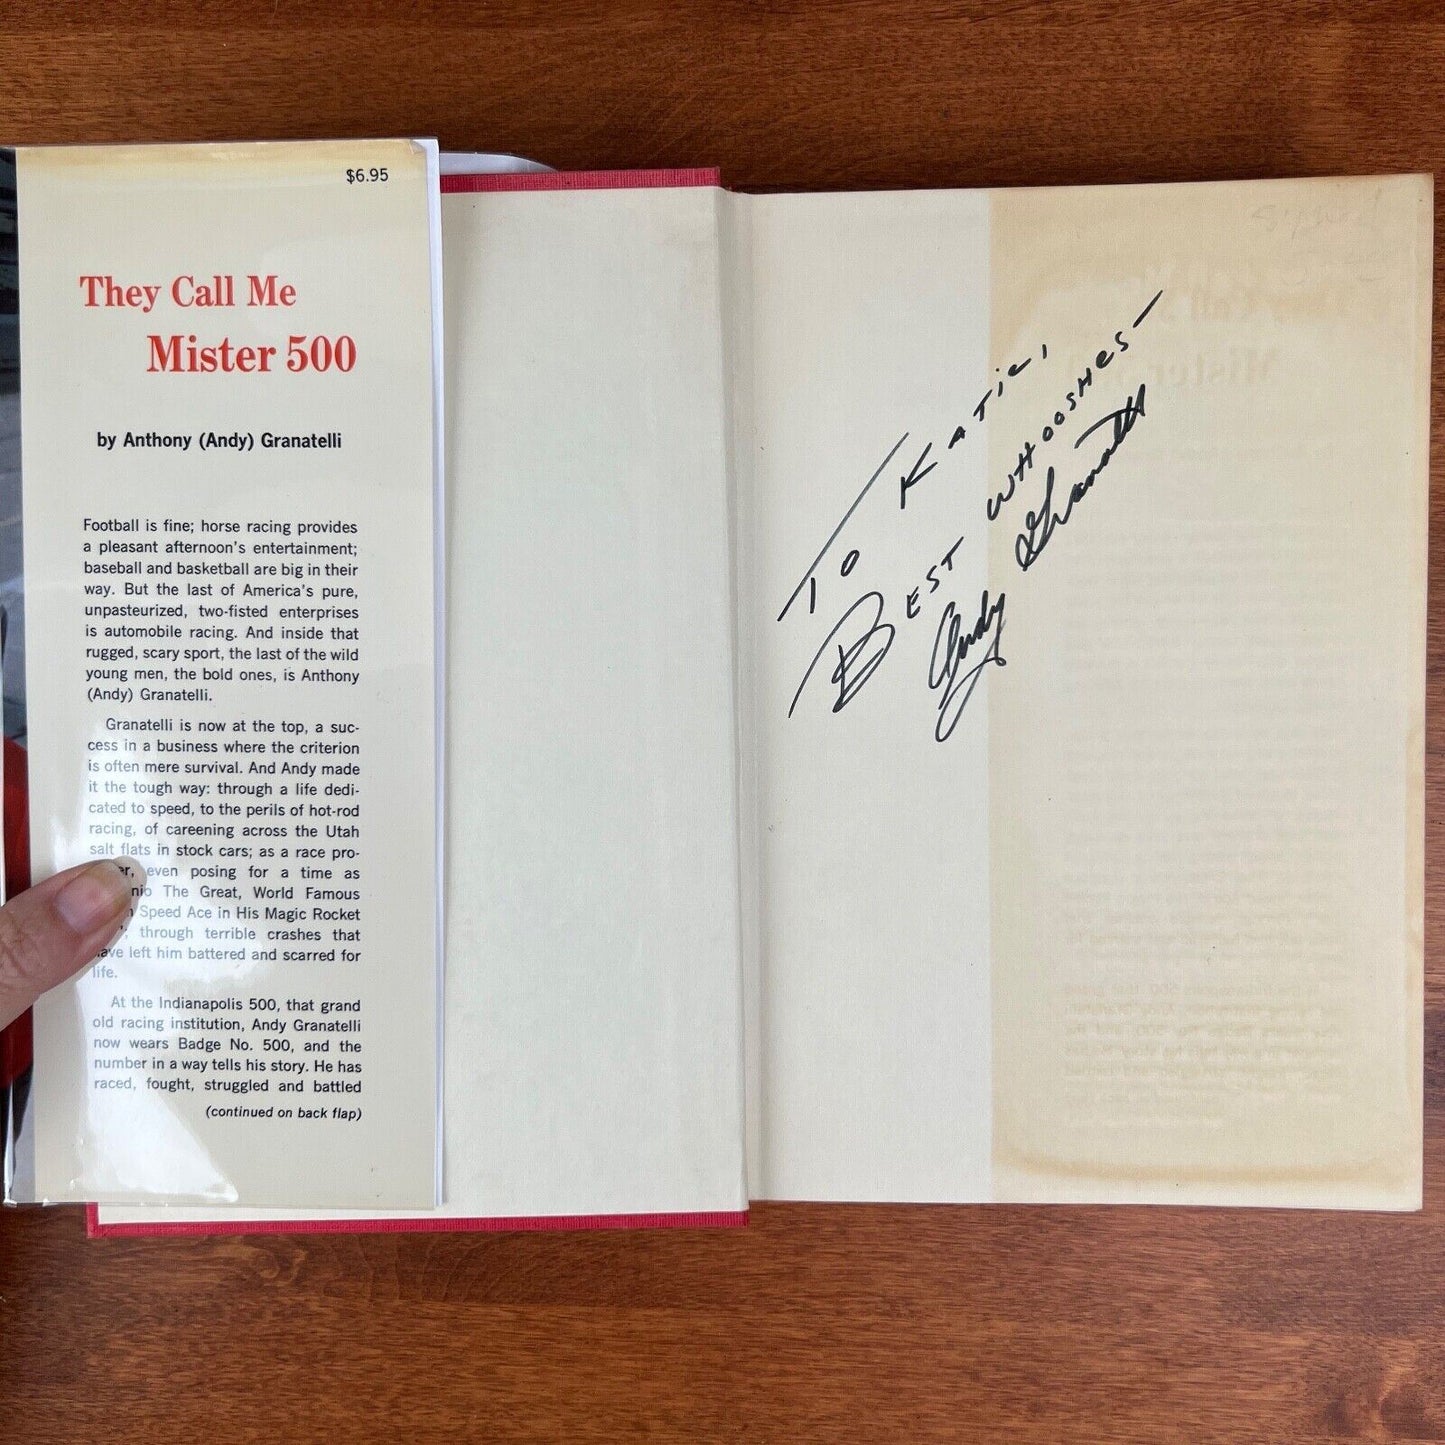 $6.95
They Call Me
Mister 500
by Anthony (Andy) Granatelli
Football is fine; horse racing provides
a pleasant afternoon's entertainment;
baseball and basketball are big in their
way. But the last of America's pure,
unpasteurized, two-fisted enterprises
is automobile racing. And inside that
rugged, scary sport, the last of the wild
young men, the bold ones, is Anthony
(Andy) Granatelli.
Granatelli is now at the top, a suc-
cess in a business where the criterion
is often mere survival. And Andy made
it the tough way: through a life dedi-
cated to speed, to the perils of hot-rod
racing, of careening across the Utah
salt flats in stock cars; as a race pro-
even posing for a time as
The Great, World Famous
Speed Ace in His Magic Rocket
through terrible crashes that
have left him battered and scarred for
life.
At the Indianapolis 500, that grand
old racing institution, Andy Granatelli
now wears Badge No. 500, and the
number in a way tells his story. He has
raced, fought, struggled and battled
(continued on back flap)
Signed
TO KATiE,
BEST WHOOSHES-
Andy Granatelli